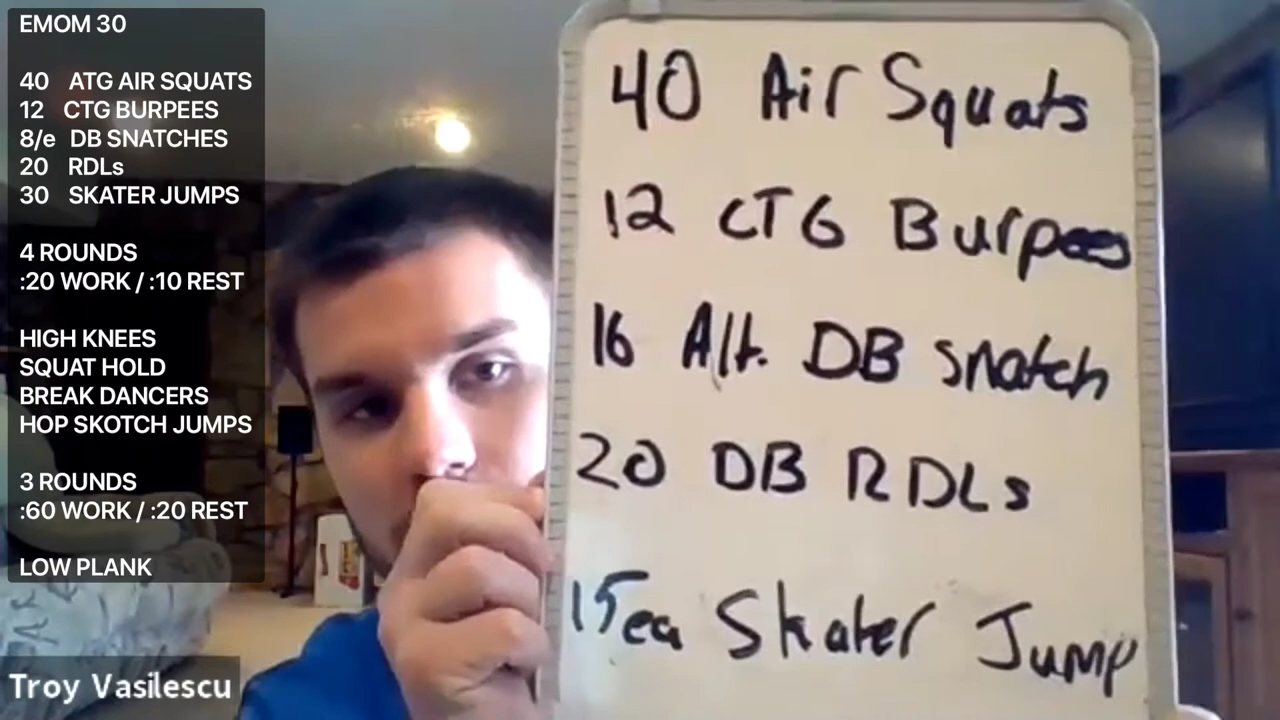 EMOM 30
40 ATG AIR SQUATS
12 CTG BURPEES
8/e DB SNATCHES
20 RDLs
30 SKATER JUMPS
4 ROUNDS
:20 WORK / :10 REST
HIGH KNEES
SQUAT HOLD
BREAK DANCERS
HOP SKOTCH JUMPS
3 ROUNDS
:60 WORK / :20 REST
LOW PLANK
Troy Vasilescu
40 Air Squats
12 CTG Burpees
16 Alt. DB snatch
20 DB RDLs
15ea Skater Jump